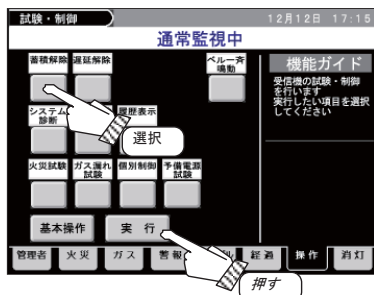 試験・制御
12月12日 17:15
通常監視中
蓄積解除
遅延解除
ベル一斉
鳴動
機能ガイド
受信機の試験・制御
を行います
実行したい項目を選択
してください
システム
診断
履歴表示
選択
火災試験
ガス漏れ
試験
個別制御
予備電源
試験
基本操作
実行
管理者
火災
ガス
警報
経過
操作
消灯
押す